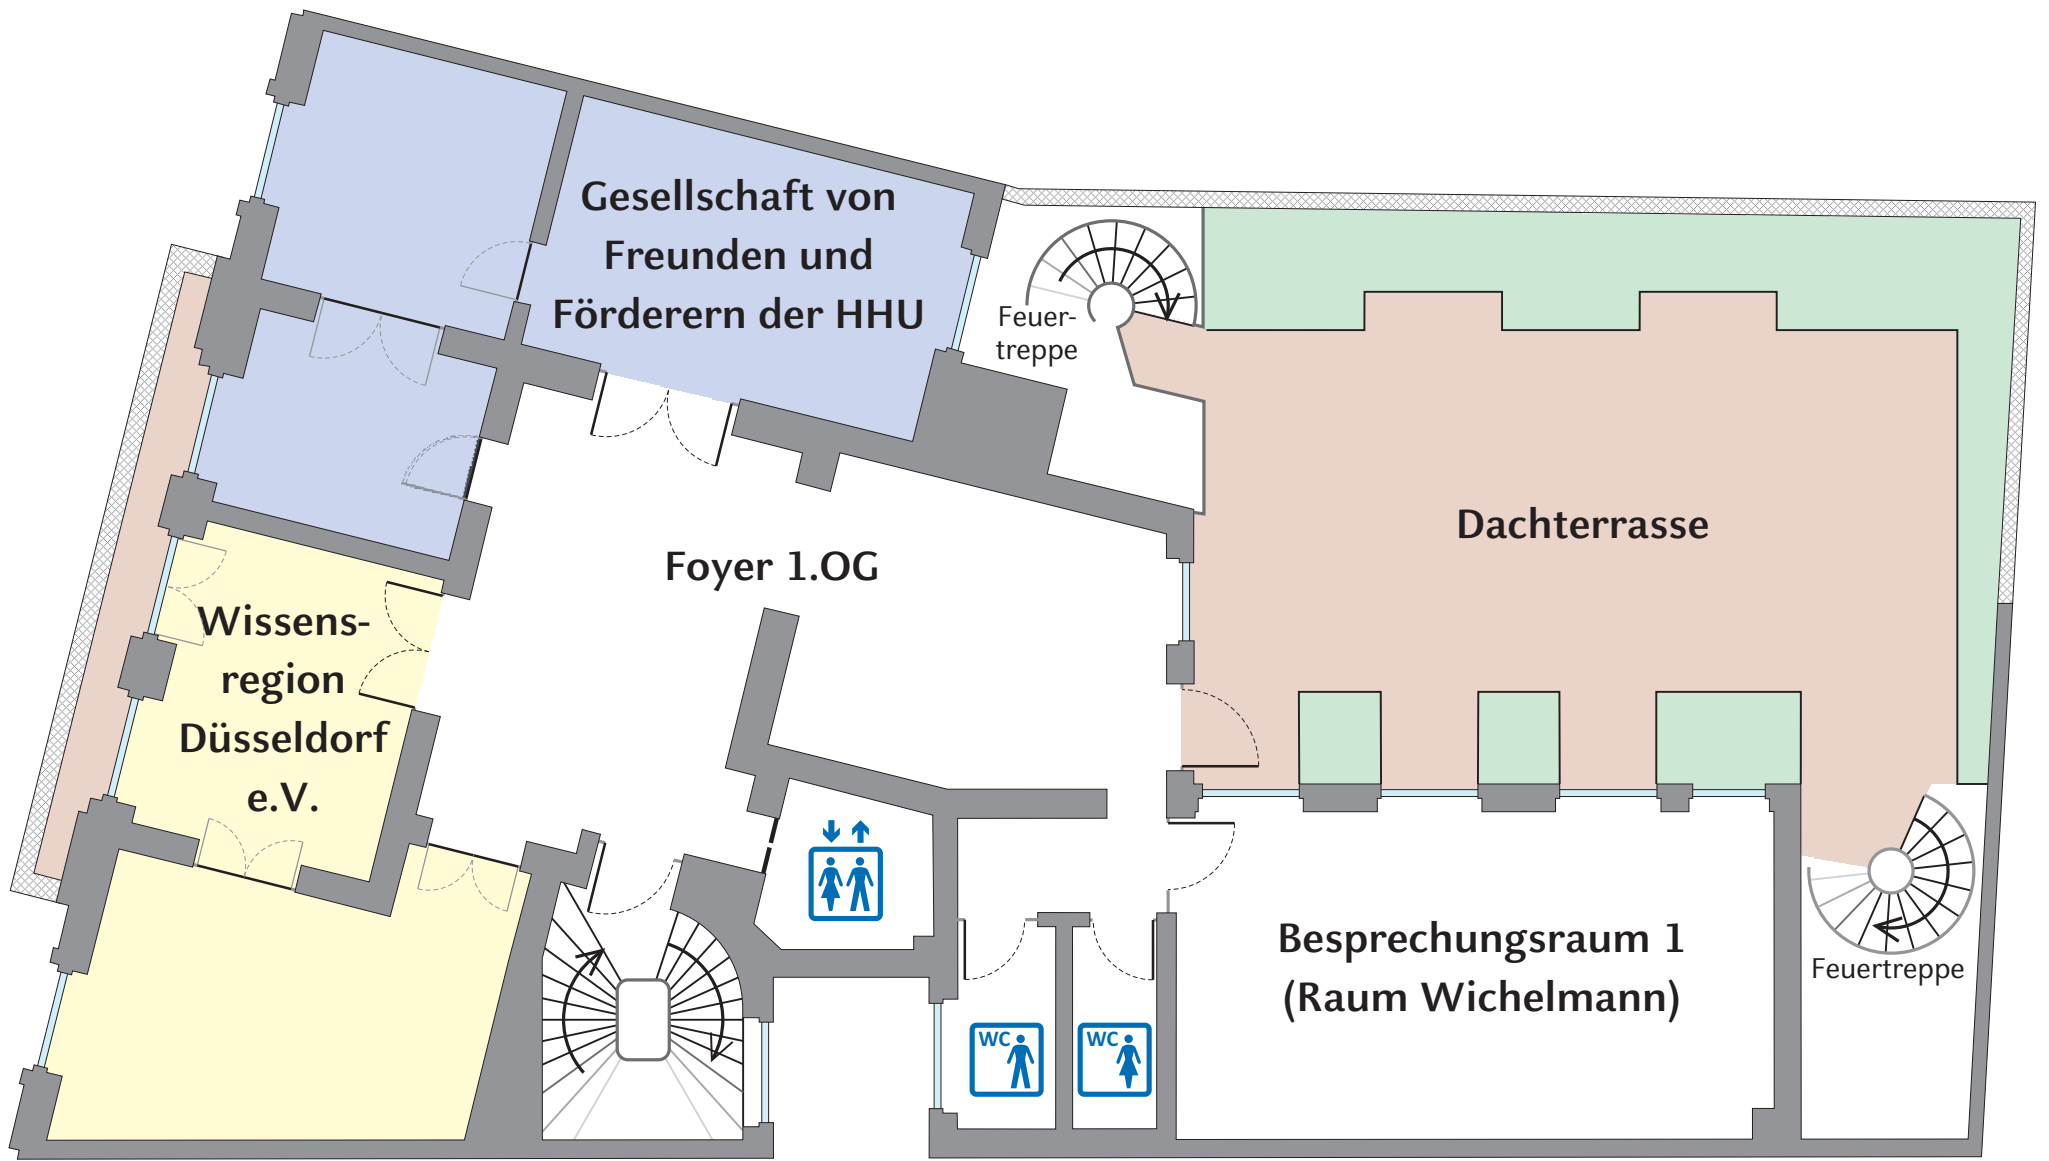 Gesellschaft von
Freunden und
Förderern der HHU
Feuer-
treppe
Dachterrasse
Foyer 1.OG
Wissens-
region
Düsseldorf
e.V.
Besprechungsraum 1
(Raum Wichelmann)
Feuertreppe
WC
WC